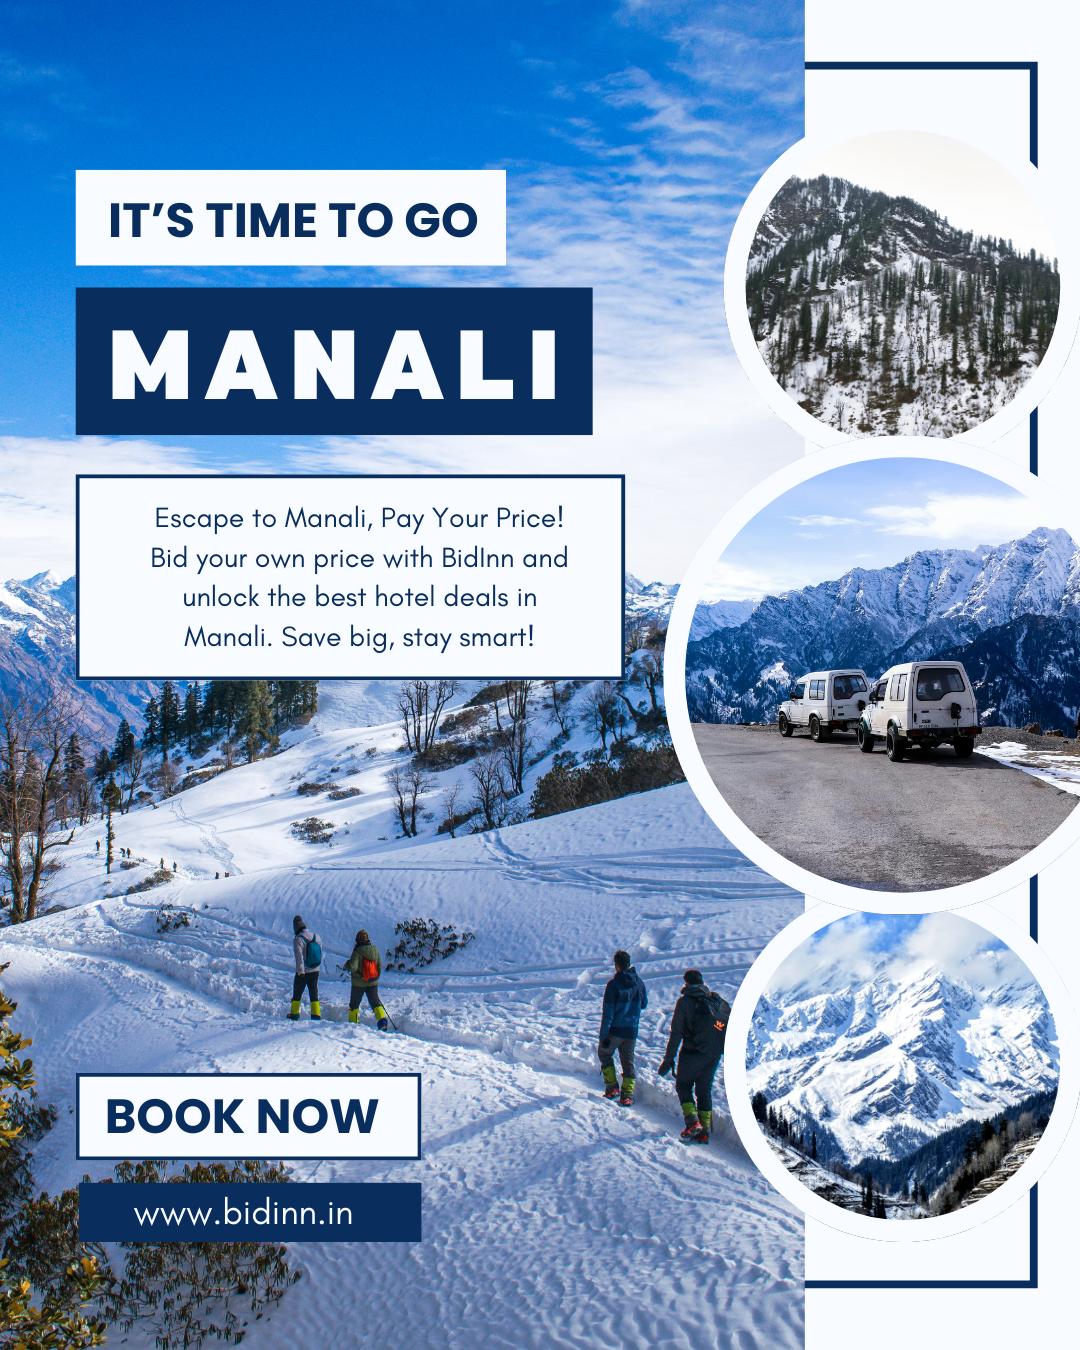 IT’S TIME TO GO
MANALI
Escape to Manali, Pay Your Price!
Bid your own price with BidInn and
unlock the best hotel deals in
Manali. Save big, stay smart!
BOOK NOW
www.bidinn.in